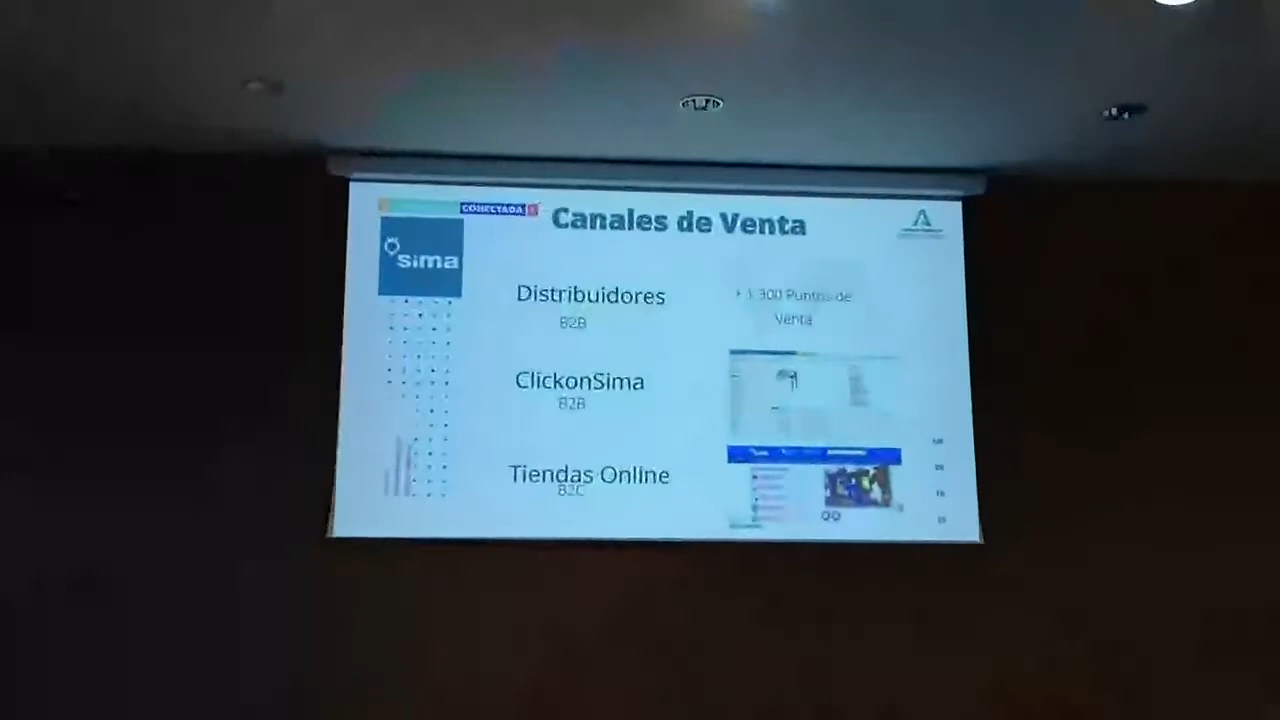 CONECTADA
Canales de Venta
sima
Distribuidores
B2B
+ 1.300 Puntos de
Venta
ClickonSima
B2B
Tiendas Online
B2C